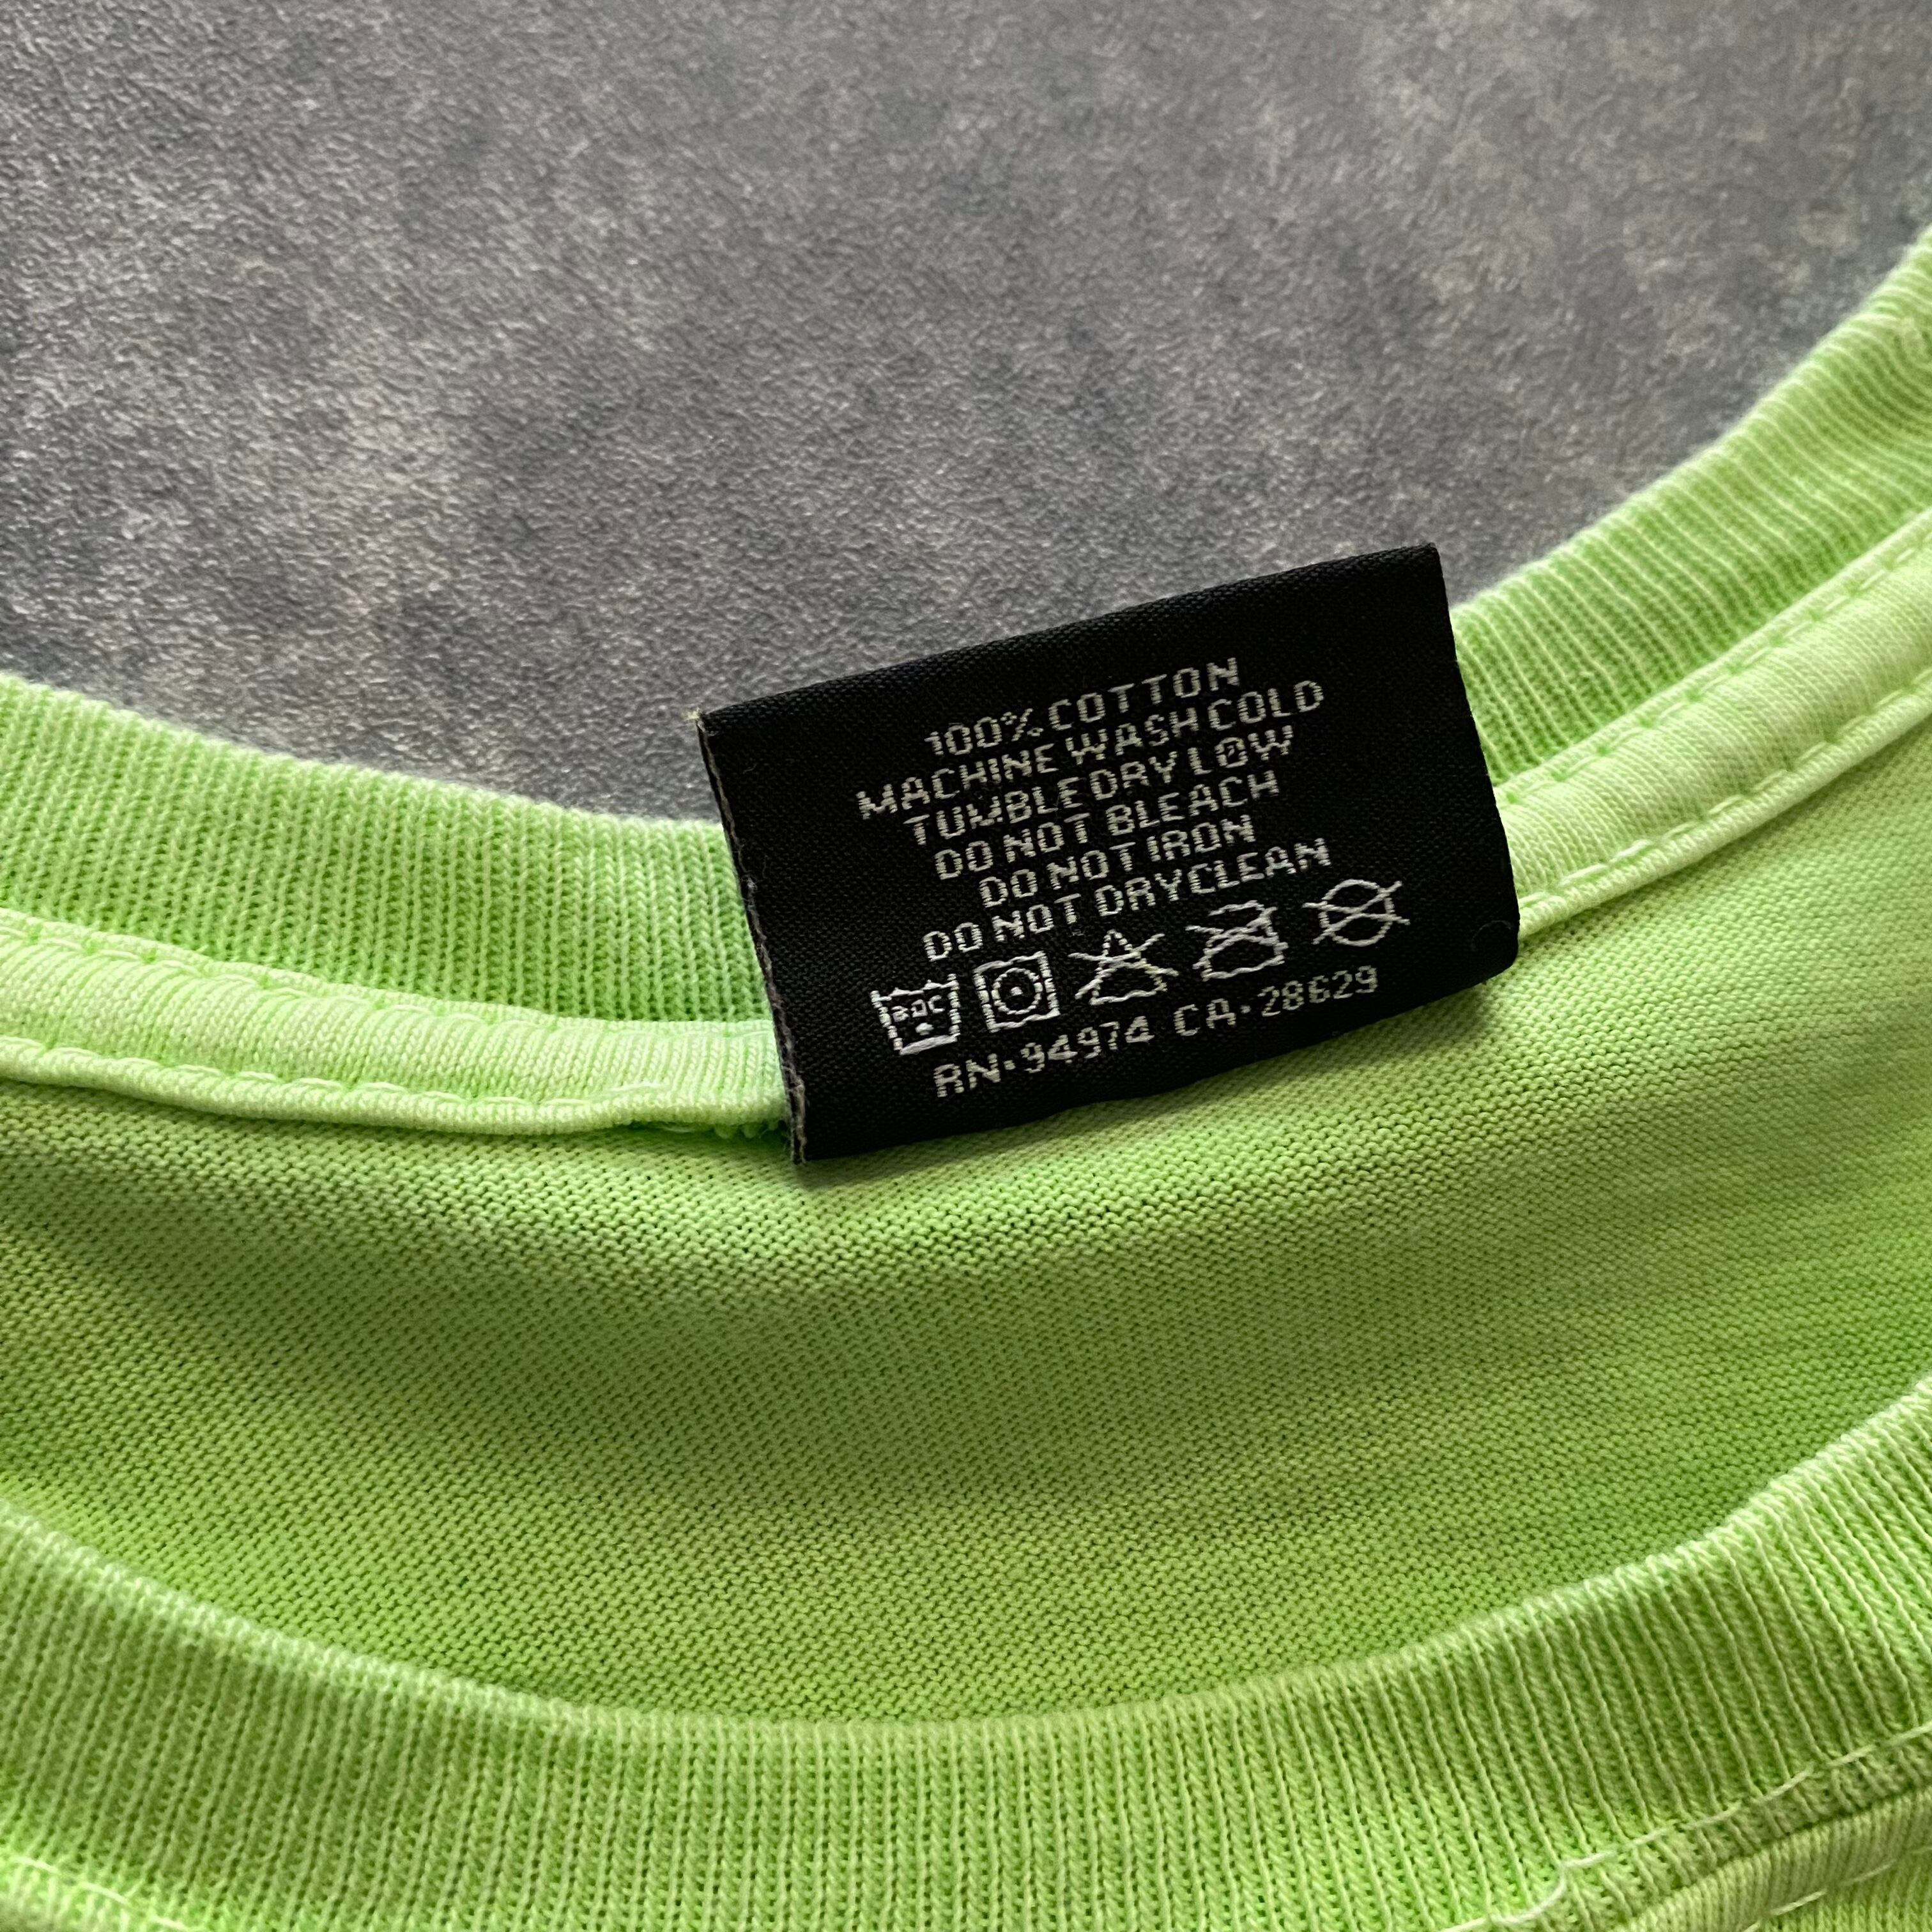 100% COTTON
MACHINE WASH COLD
TUMBLE DRY LOW
DO NOT BLEACH
DO NOT IRON
DO NOT DRYCLEAN
30C
RN•94974 CA•28629